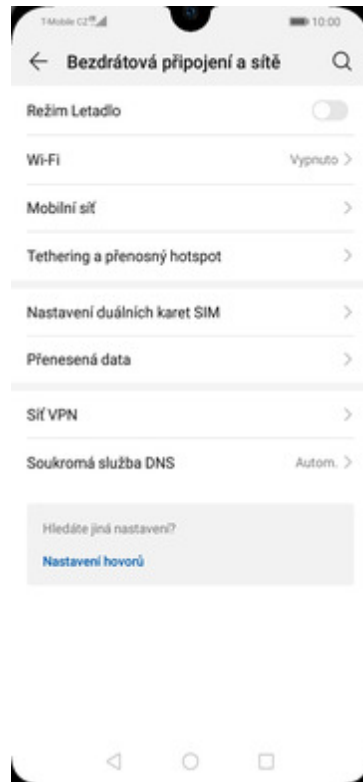 T-Mobile CZ 10:00
Bezdrátová připojení a sítě
Režim Letadlo
Wi-Fi Vypnuto
Mobilní síť
Tethering a přenosný hotspot
Nastavení duálních karet SIM
Přenesená data
Síť VPN
Soukromá služba DNS Autom.
Hledáte jiná nastavení?
Nastavení hovorů